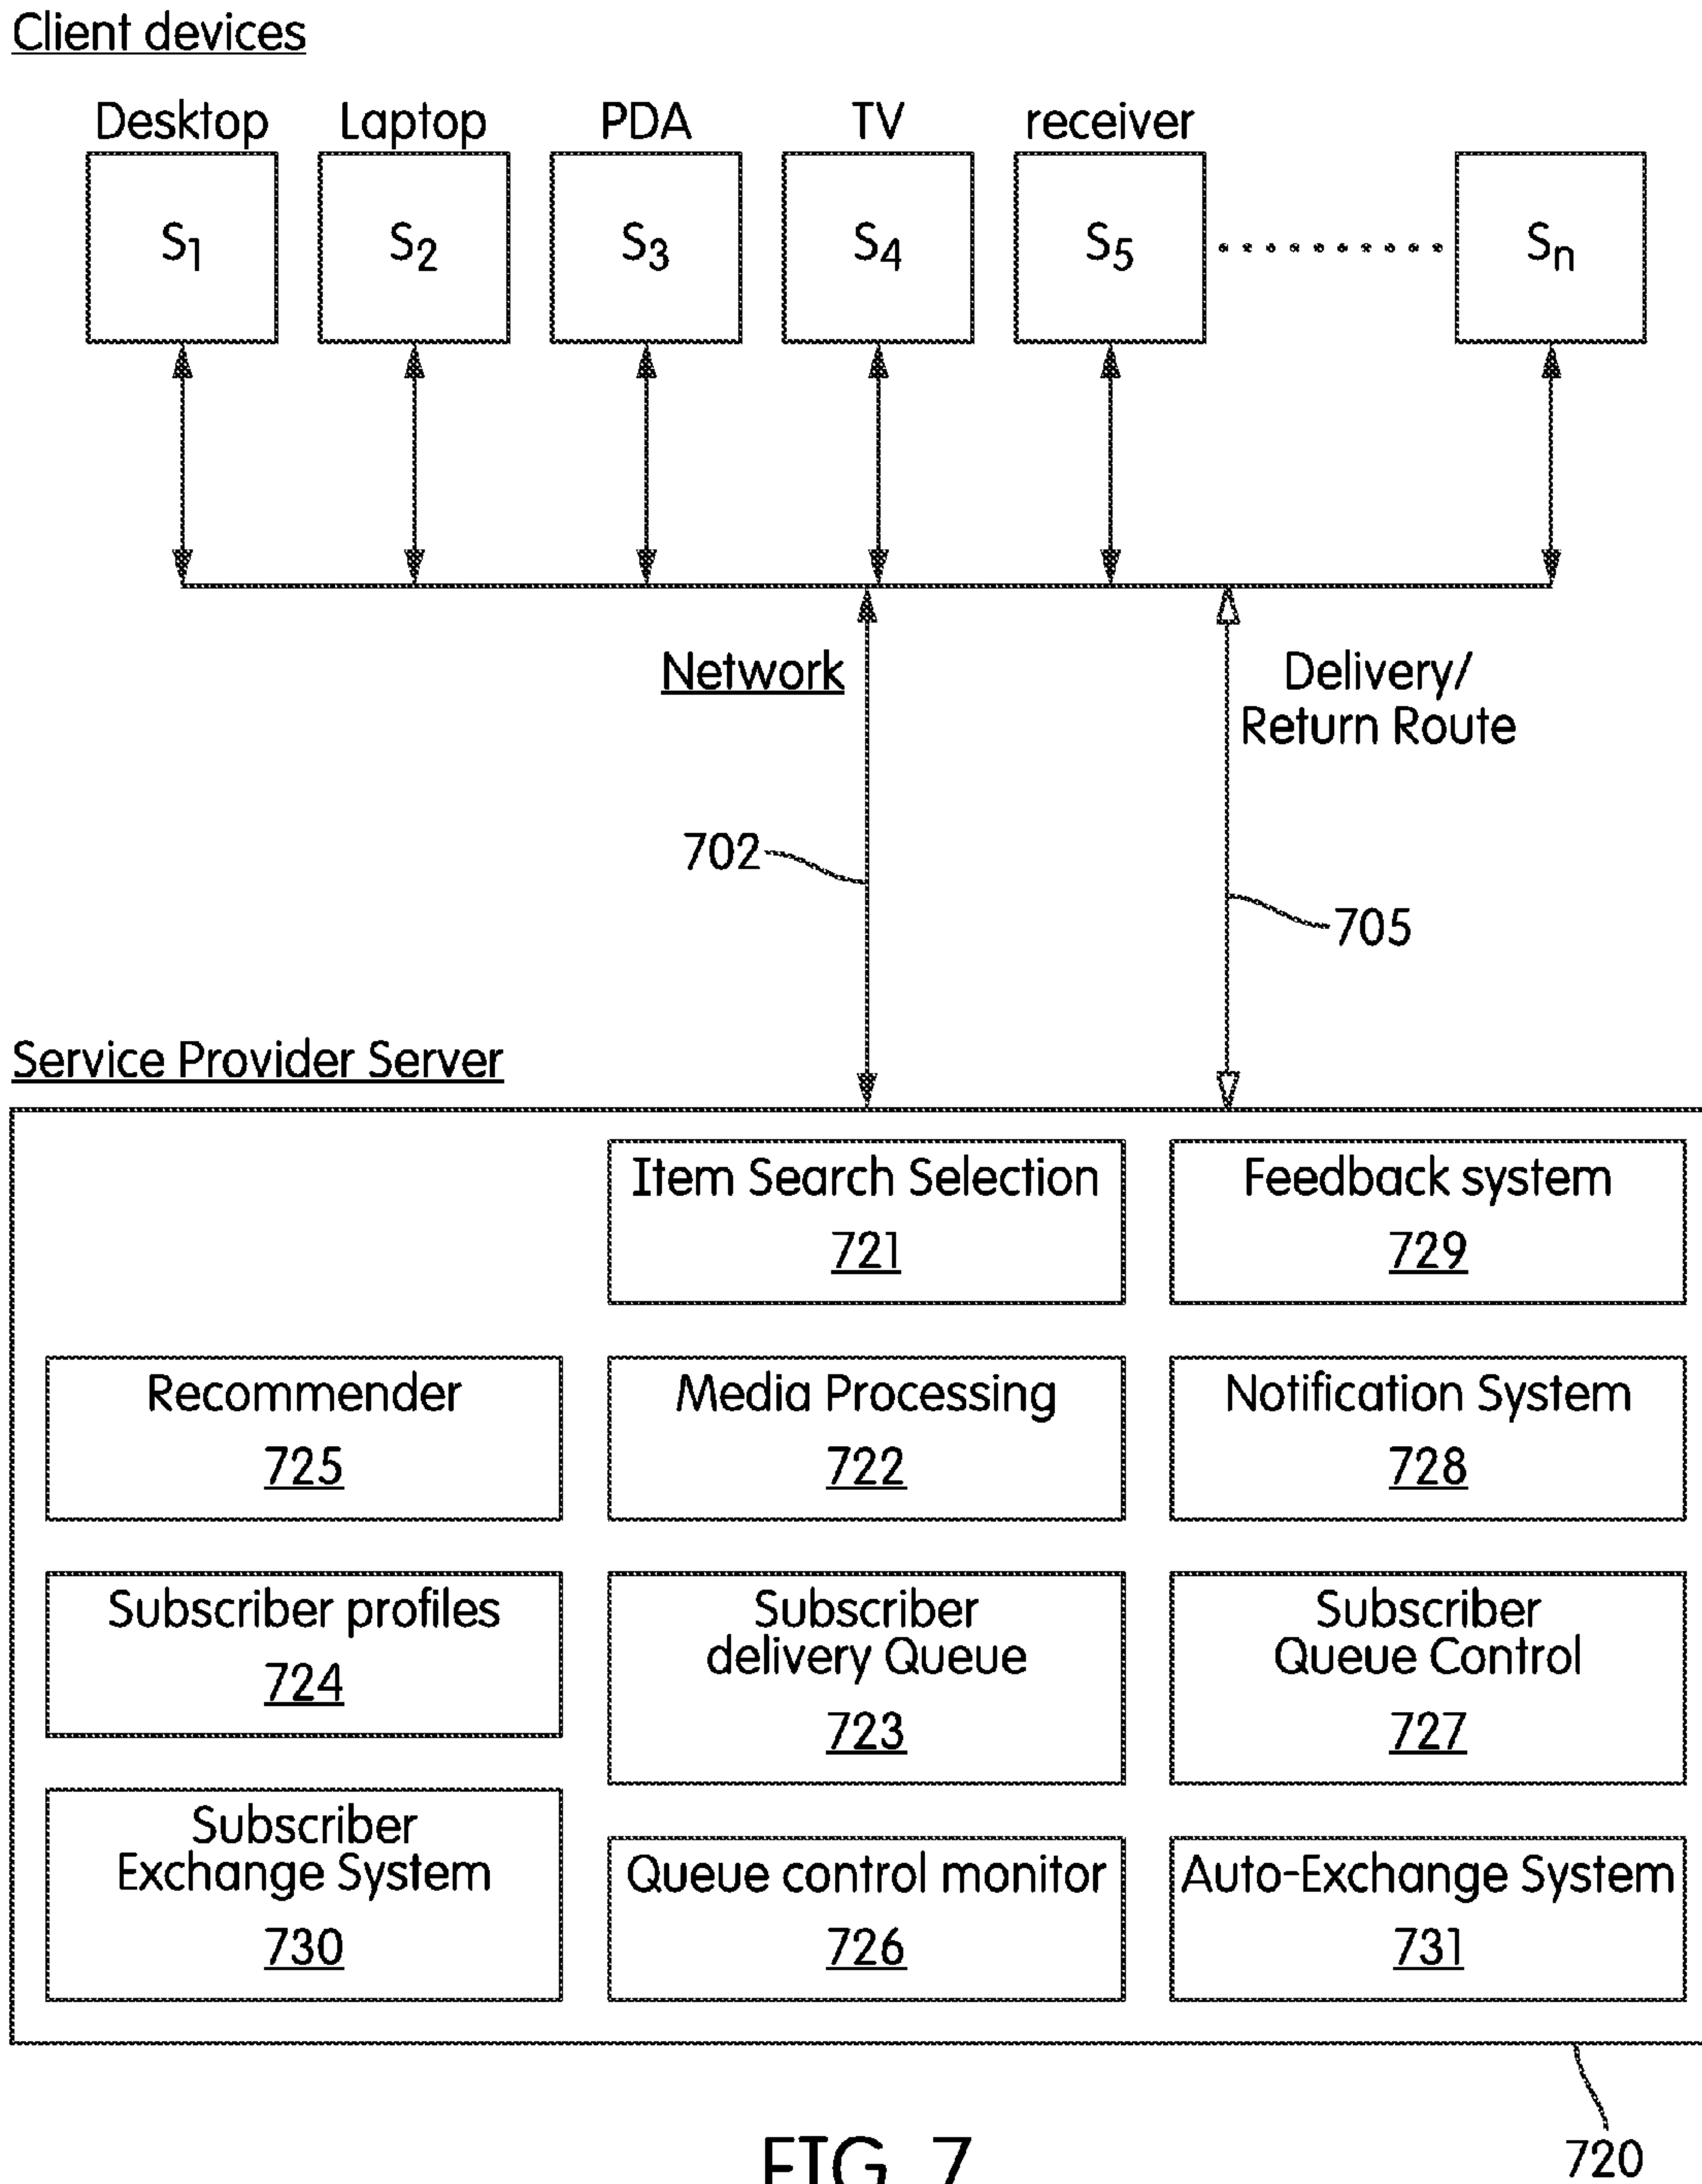 Client devices
Desktop Laptop PDA TV receiver
S1 S2 S3 S4 S5 Sn
Network
Delivery/
Return Route
702
705
Service Provider Server
Item Search Selection
721
Feedback system
729
Recommender
725
Media Processing
722
Notification System
728
Subscriber profiles
724
Subscriber
delivery Queue
723
Subscriber
Queue Control
727
Subscriber
Exchange System
730
Queue control monitor
726
Auto-Exchange System
731
720
FIG. 7